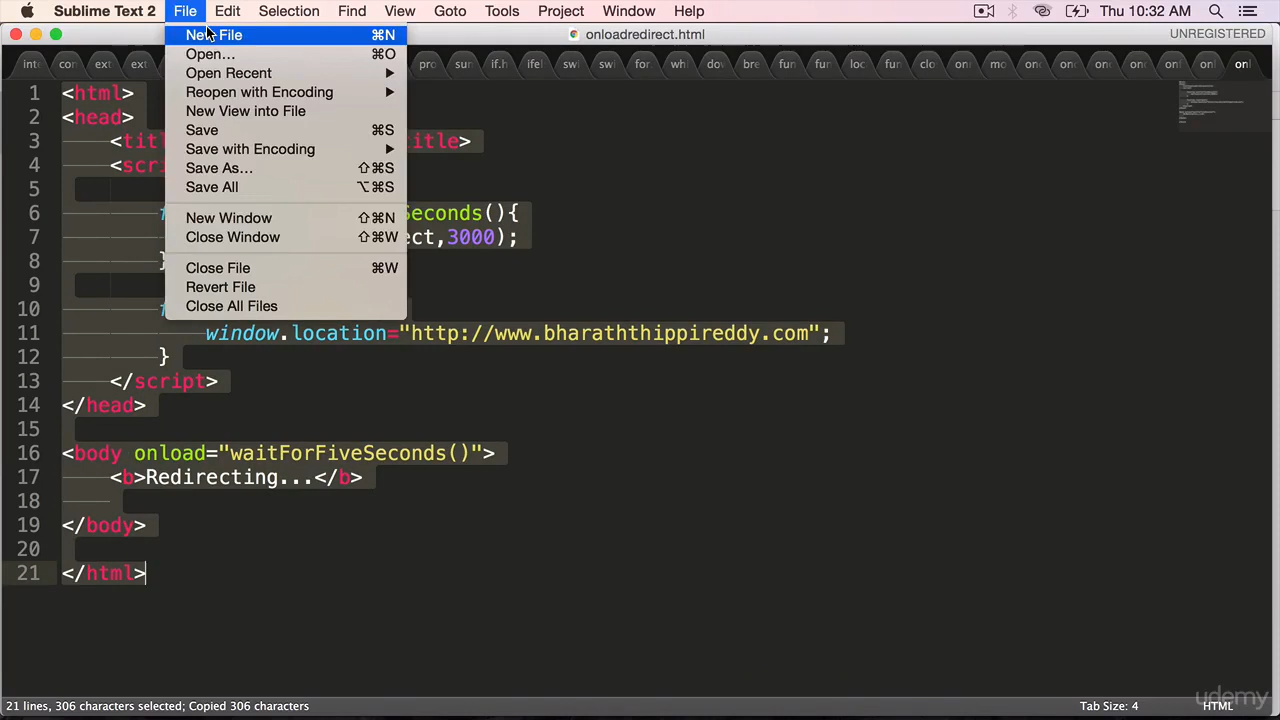 Sublime Text 2 File Edit Selection Find View Goto Tools Project Window Help Thu 10:32 AM
onloadredirect.html UNREGISTERED
New File ⌘N
Open... ⌘O
Open Recent
Reopen with Encoding
New View into File
Save ⌘S
Save with Encoding
Save As... ⇧⌘S
Save All ⌥⌘S
New Window ⇧⌘N
Close Window ⇧⌘W
Close File ⌘W
Revert File
Close All Files
1 <html>
2 <head>
3 <tit itle>
4 <scri
5
6 f Seconds(){
7 ect,3000);
8 }
9
10 f
11 window.location="http://www.bharaththippireddy.com";
12 }
13 </script>
14 </head>
15
16 <body onload="waitForFiveSeconds()">
17 <b>Redirecting...</b>
18
19 </body>
20
21 </html>
21 lines, 306 characters selected; Copied 306 characters Tab Size: 4 HTML
udemy